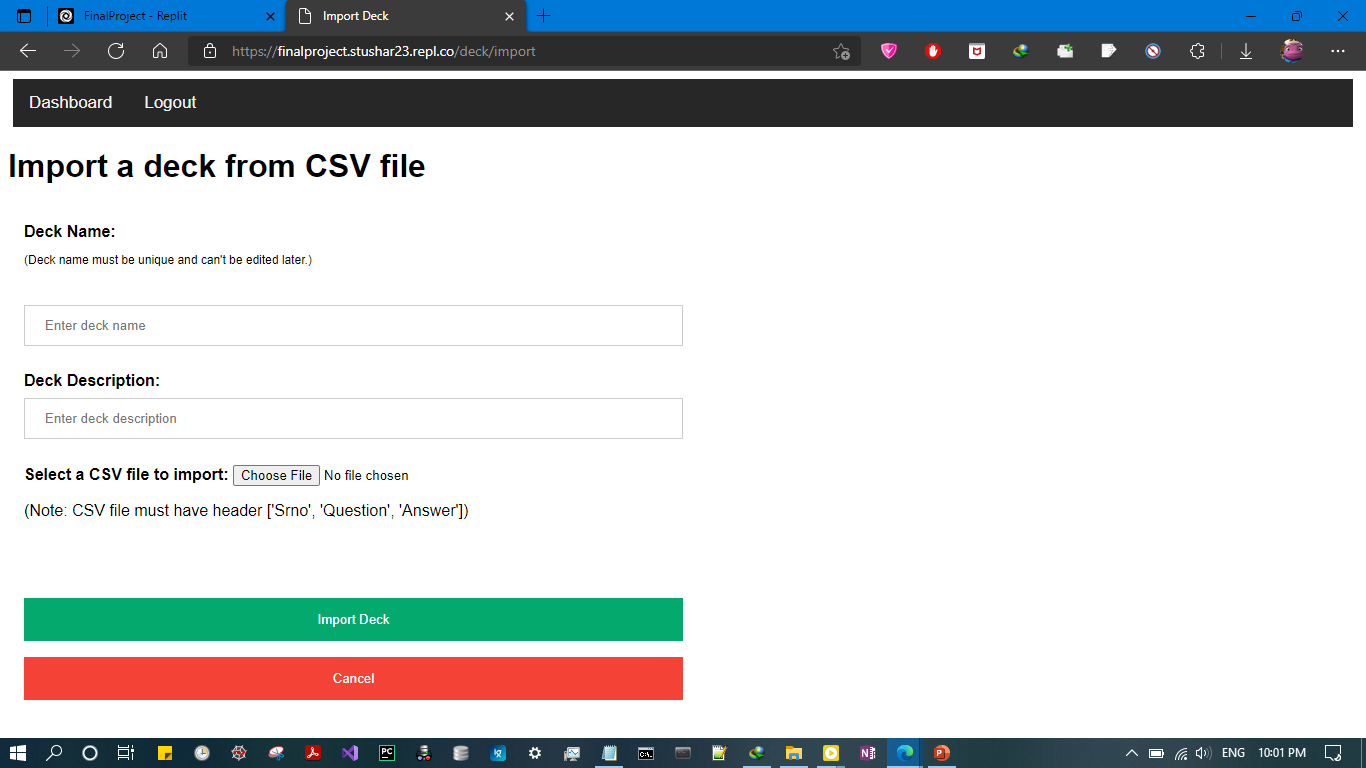 FinalProject - Replit
Import Deck
https://finalproject.stushar23.repl.co/deck/import
Dashboard Logout
Import a deck from CSV file
Deck Name:
(Deck name must be unique and can't be edited later.)
Enter deck name
Deck Description:
Enter deck description
Select a CSV file to import: Choose File No file chosen
(Note: CSV file must have header ['Srno', 'Question', 'Answer'])
Import Deck
Cancel
ENG 10:01 PM